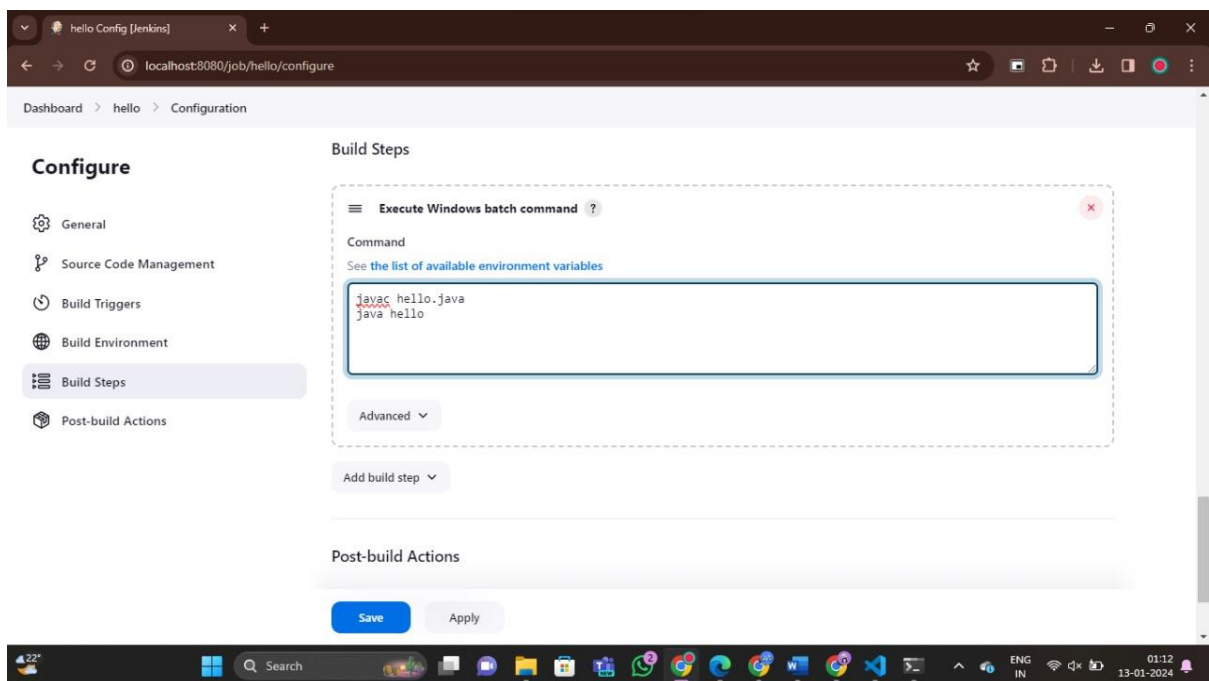 hello Config [Jenkins]
localhost:8080/job/hello/configure
Dashboard > hello > Configuration
Configure
General
Source Code Management
Build Triggers
Build Environment
Build Steps
Post-build Actions
Build Steps
Execute Windows batch command ?
Command
See the list of available environment variables
javac hello.java
java hello
Advanced
Add build step
Post-build Actions
Save Apply
22°
Search
2
ENG
IN
01:12
13-01-2024